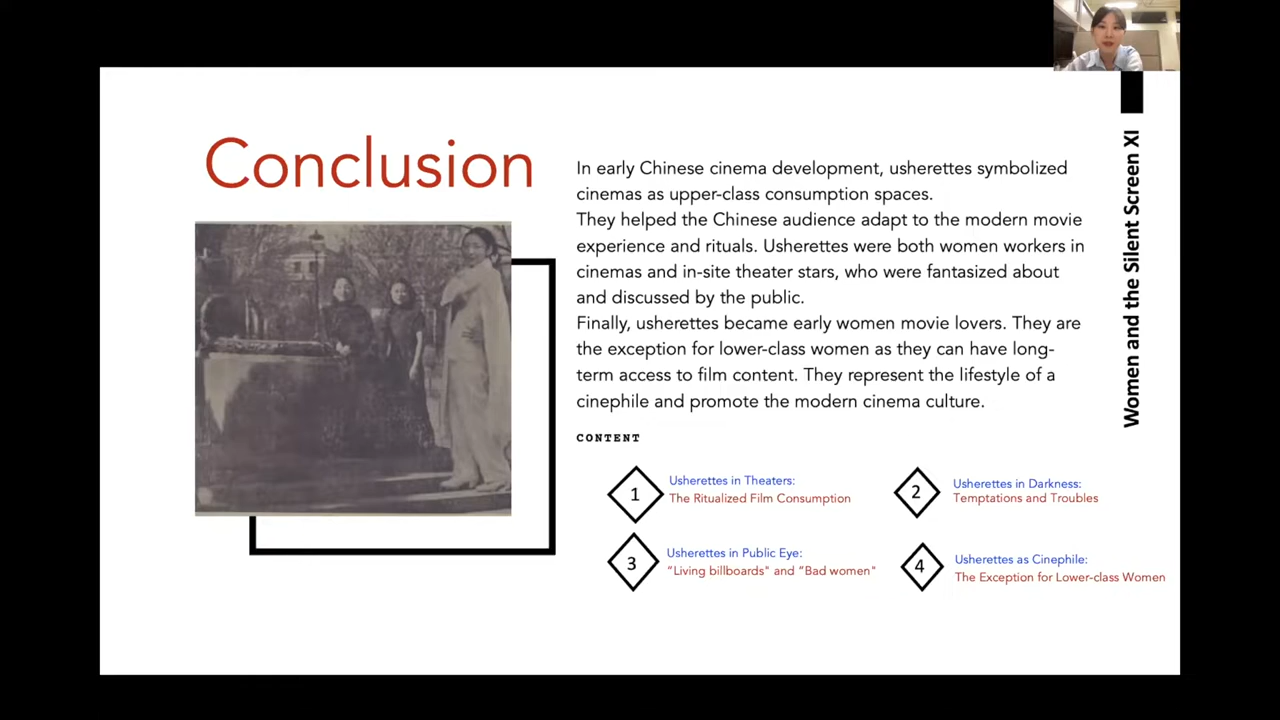 Conclusion
In early Chinese cinema development, usherettes symbolized
cinemas as upper-class consumption spaces.
They helped the Chinese audience adapt to the modern movie
experience and rituals. Usherettes were both women workers in
cinemas and in-site theater stars, who were fantasized about
and discussed by the public.
Finally, usherettes became early women movie lovers. They are
the exception for lower-class women as they can have long-
term access to film content. They represent the lifestyle of a
cinephile and promote the modern cinema culture.
CONTENT
1
Usherettes in Theaters:
The Ritualized Film Consumption
2
Usherettes in Darkness:
Temptations and Troubles
3
Usherettes in Public Eye:
"Living billboards" and "Bad women"
4
Usherettes as Cinephile:
The Exception for Lower-class Women
Women and the Silent Screen XI